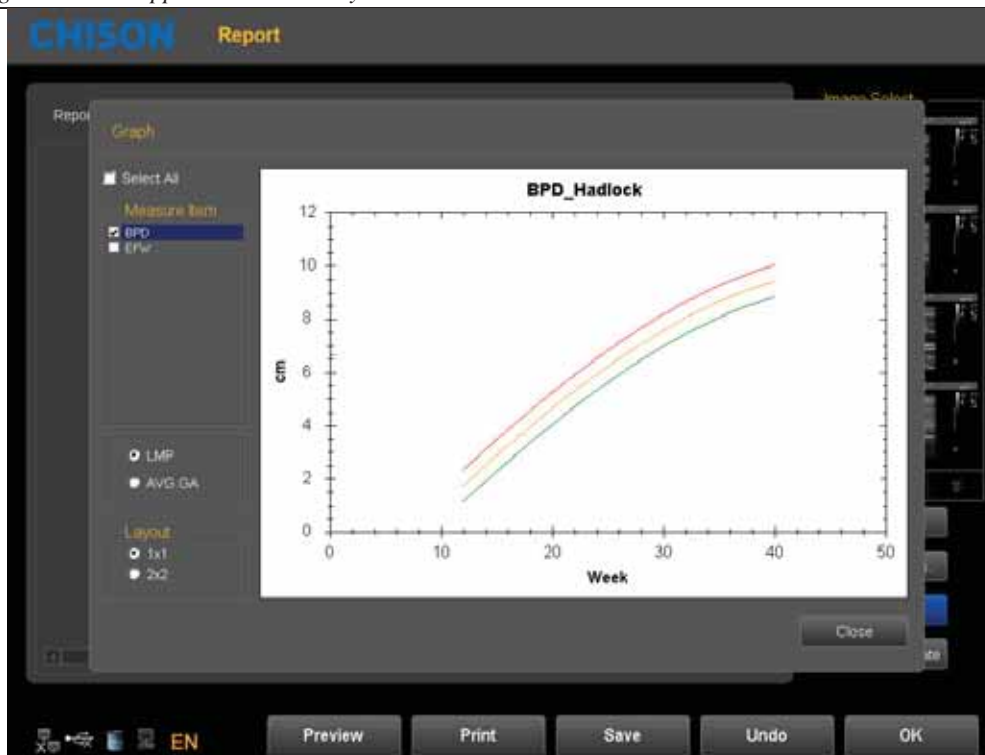 CHISON Report
Image Select
Graph
Select All
Measure Item
BPD
EFW
LMP
AVG.GA
Layout
1x1
2x2
BPD_Hadlock
12
10
8
6
4
2
0
cm
0 10 20 30 40 50
Week
Close
EN
Preview Print Save Undo OK